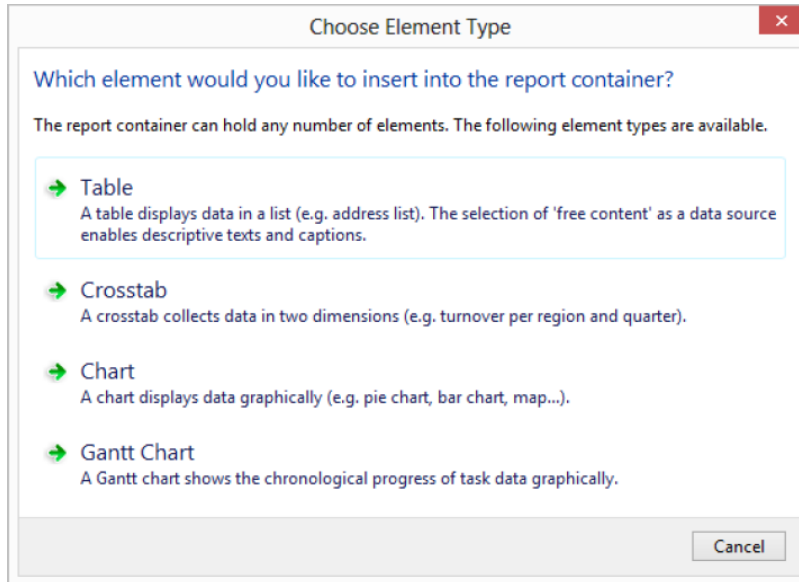 Choose Element Type
Which element would you like to insert into the report container?
The report container can hold any number of elements. The following element types are available.
Table
A table displays data in a list (e.g. address list). The selection of 'free content' as a data source
enables descriptive texts and captions.
Crosstab
A crosstab collects data in two dimensions (e.g. turnover per region and quarter).
Chart
A chart displays data graphically (e.g. pie chart, bar chart, map...).
Gantt Chart
A Gantt chart shows the chronological progress of task data graphically.
Cancel